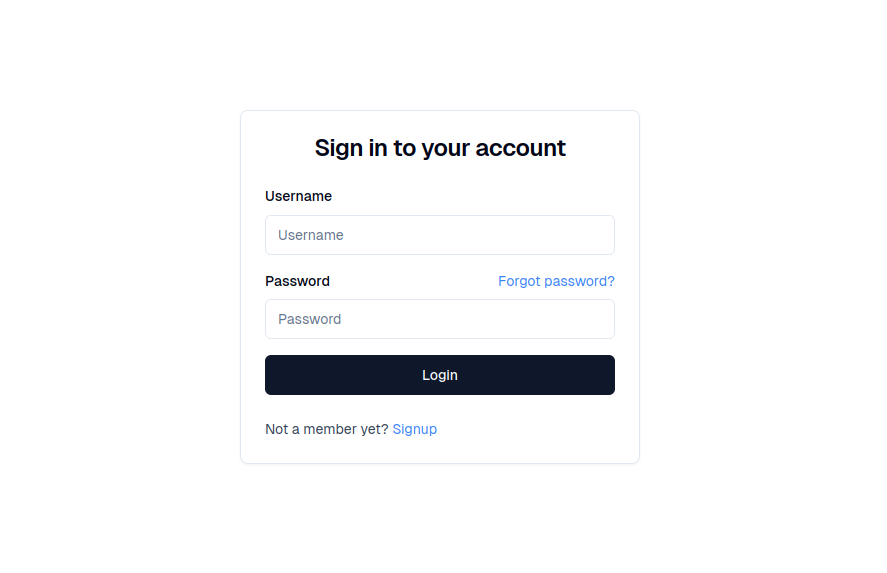 Sign in to your account
Username
Username
Password Forgot password?
Password
Login
Not a member yet? Signup